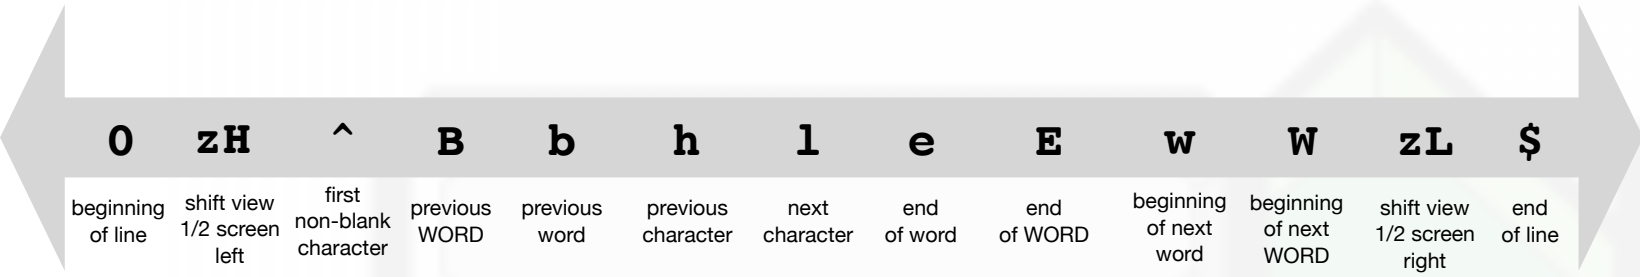 0 zH ^ B b h l e E w W zL $
beginning
of line
shift view
1/2 screen
left
first
non-blank
character
previous
WORD
previous
word
previous
character
next
character
end
of word
end
of WORD
beginning
of next
word
beginning
of next
WORD
shift view
1/2 screen
right
end
of line